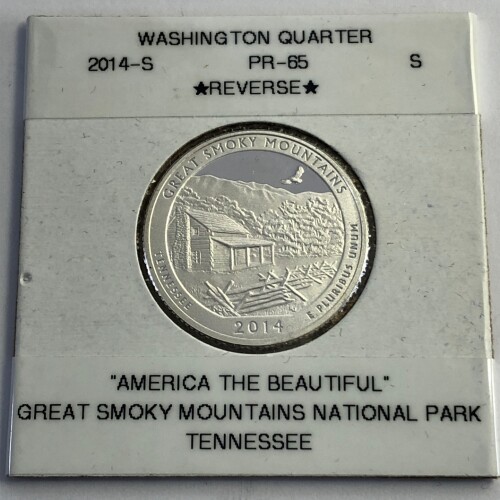 WASHINGTON QUARTER
2014-S PR-65 S
★REVERSE★
GREAT SMOKY MOUNTAINS
TENNESSEE
E PLURIBUS UNUM
2014
"AMERICA THE BEAUTIFUL"
GREAT SMOKY MOUNTAINS NATIONAL PARK
TENNESSEE